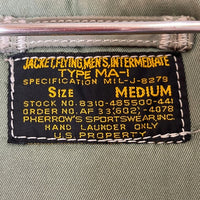 JACKET, FLYING MEN'S, INTERMEDIATE
TYPE MA-1
SPECIFICATION MIL-J-8279
SIZE MEDIUM
STOCK NO. 8310-485500-441
ORDER NO. AF 33(602)-4078
PHERROW'S SPORTSWEAR, INC.
HAND LAUNDER ONLY
U.S. PROPERTY